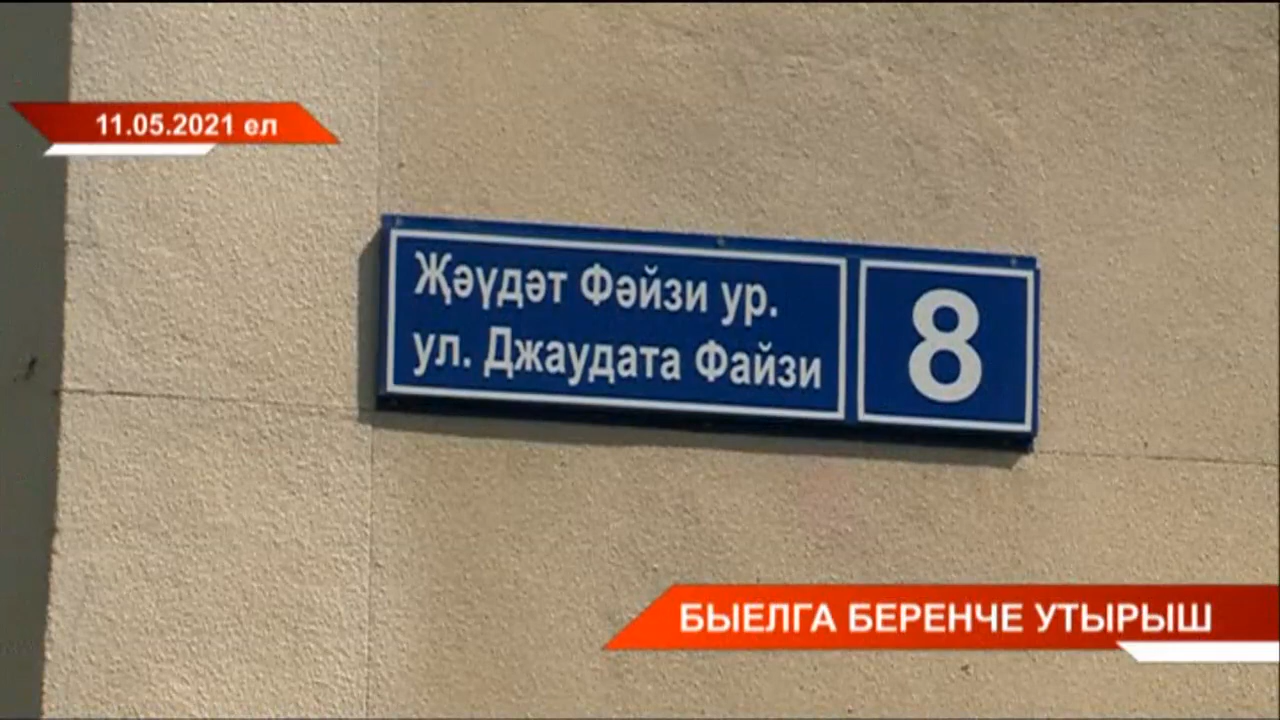 11.05.2021 ел
Җәүдәт Фәйзи ур.
ул. Джаудата Файзи
8
БЫЕЛГА БЕРЕНЧЕ УТЫРЫШ